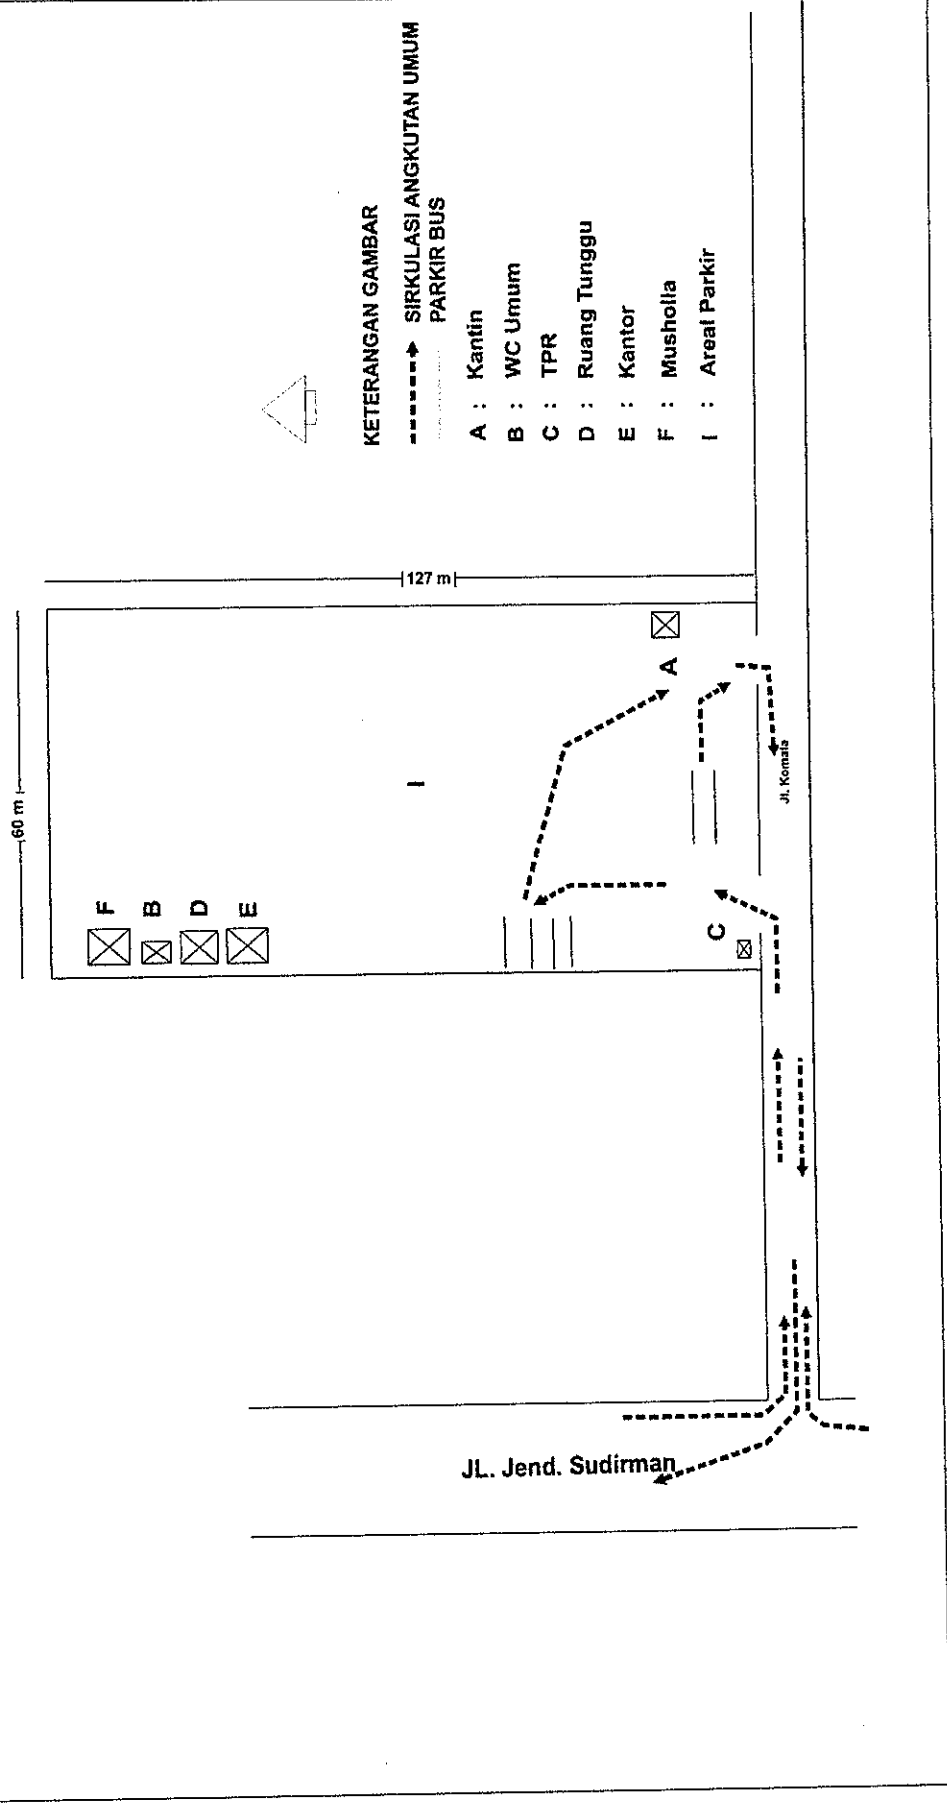 KETERANGAN GAMBAR
SIRKULASI ANGKUTAN UMUM
PARKIR BUS
A : Kantin
B : WC Umum
C : TPR
D : Ruang Tunggu
E : Kantor
F : Musholla
I : Areal Parkir
127 m
60 m
F
B
D
E
I
A
C
Jl. Komala
JL. Jend. Sudirman